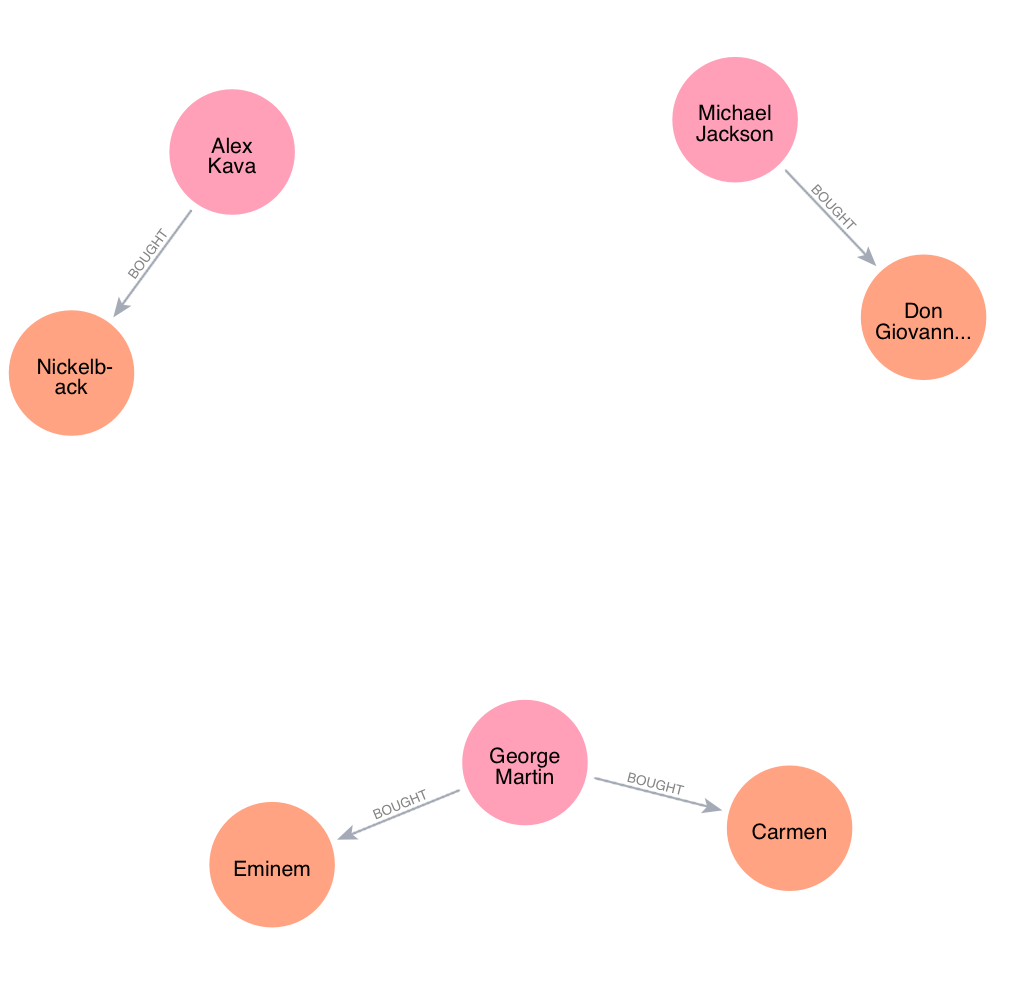 Alex
Kava
BOUGHT
Nickelb-
ack
Michael
Jackson
BOUGHT
Don
Giovann...
George
Martin
BOUGHT
Eminem
BOUGHT
Carmen